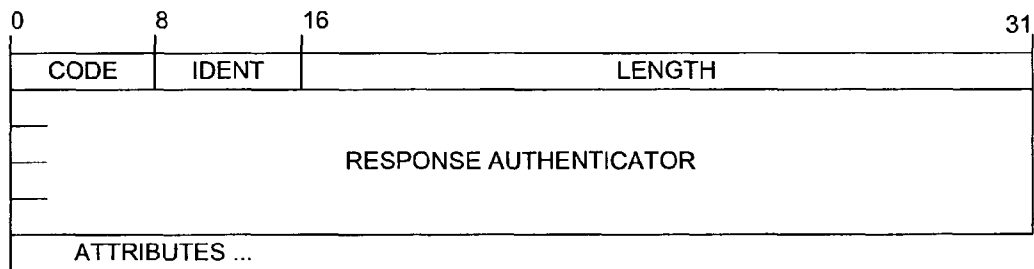 0 8 16 31
CODE IDENT LENGTH
RESPONSE AUTHENTICATOR
ATTRIBUTES ...